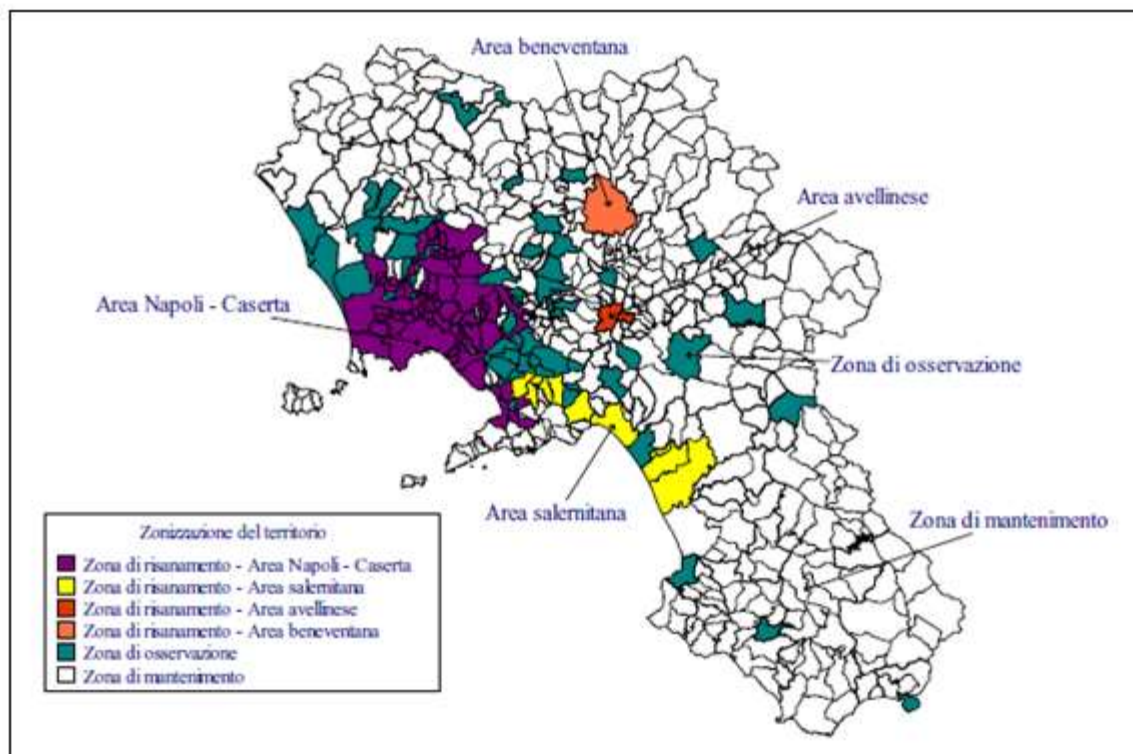 Area beneventana
Area avellinese
Area Napoli - Caserta
Zona di osservazione
Area salernitana
Zona di mantenimento
Zonizzazione del territorio
Zona di risanamento - Area Napoli - Caserta
Zona di risanamento - Area salernitana
Zona di risanamento - Area avellinese
Zona di risanamento - Area beneventana
Zona di osservazione
Zona di mantenimento